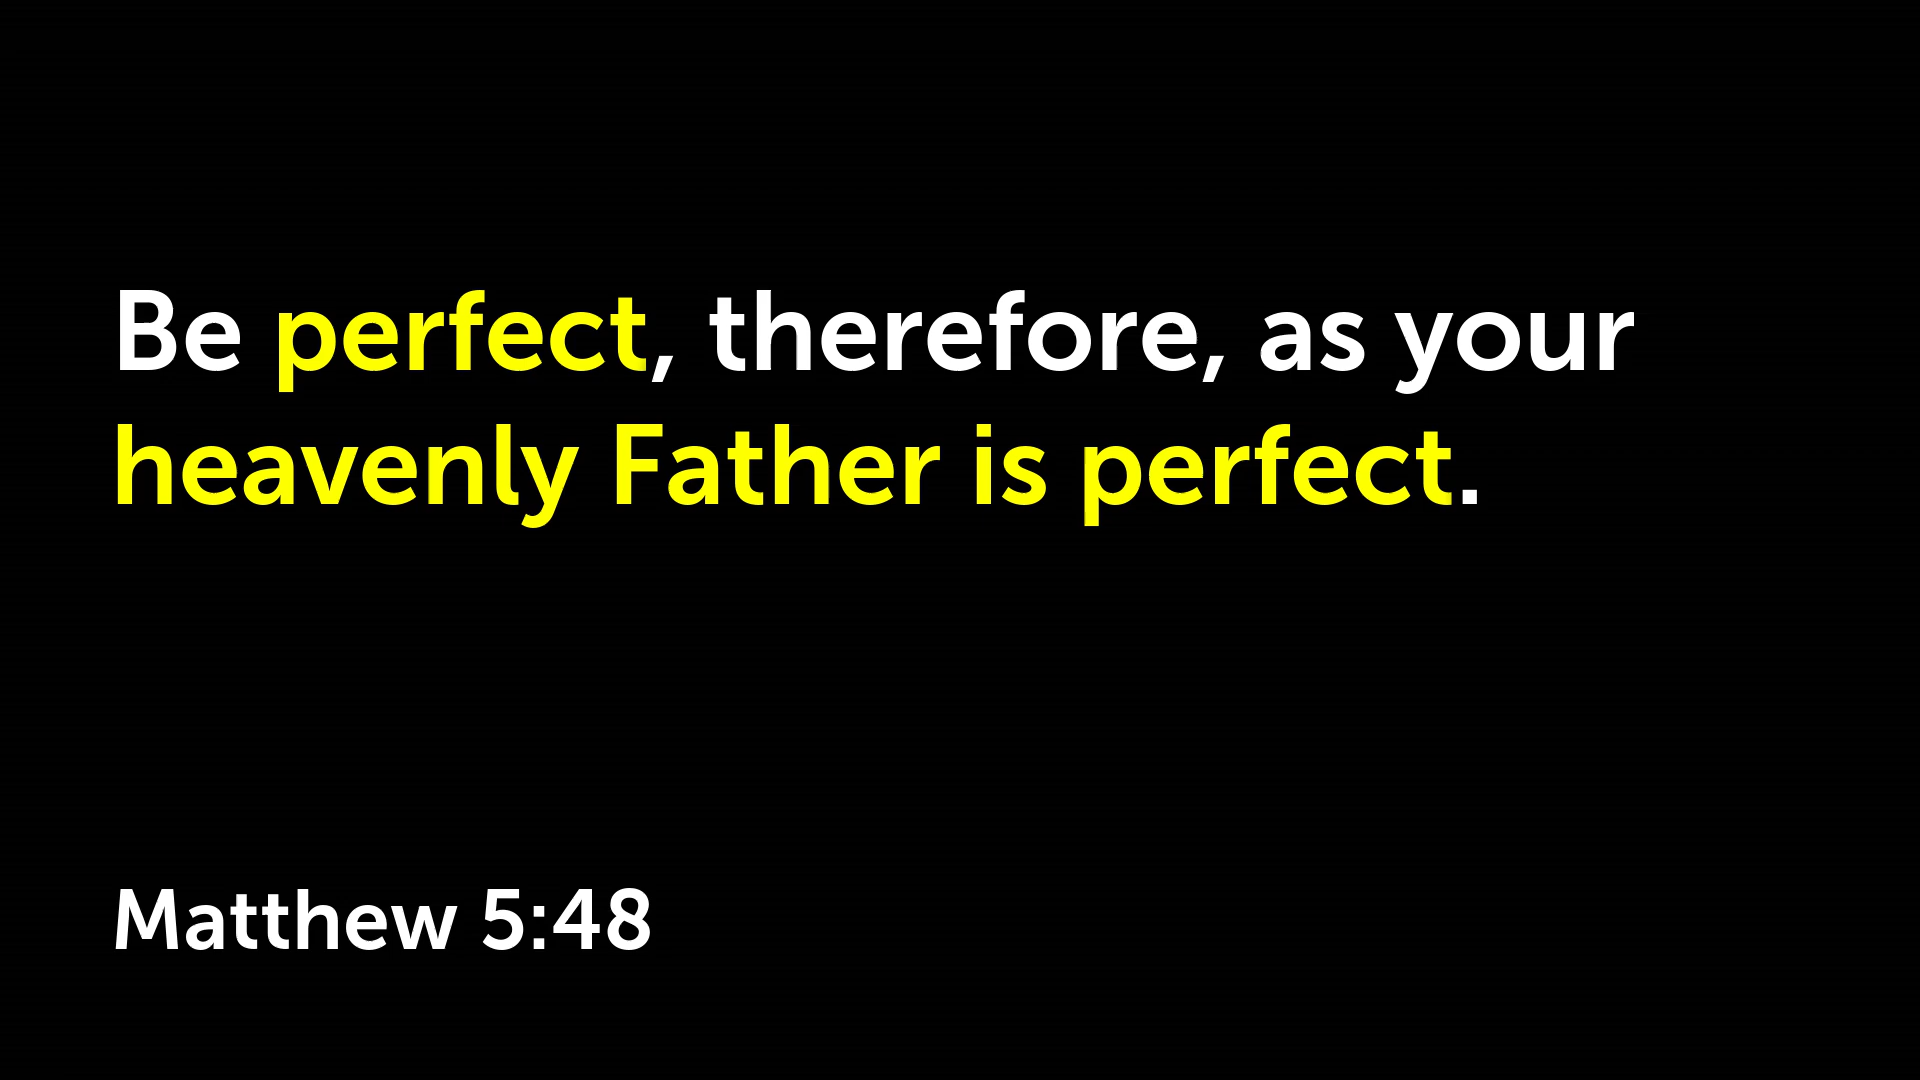 Be perfect, therefore, as your
heavenly Father is perfect.
Matthew 5:48